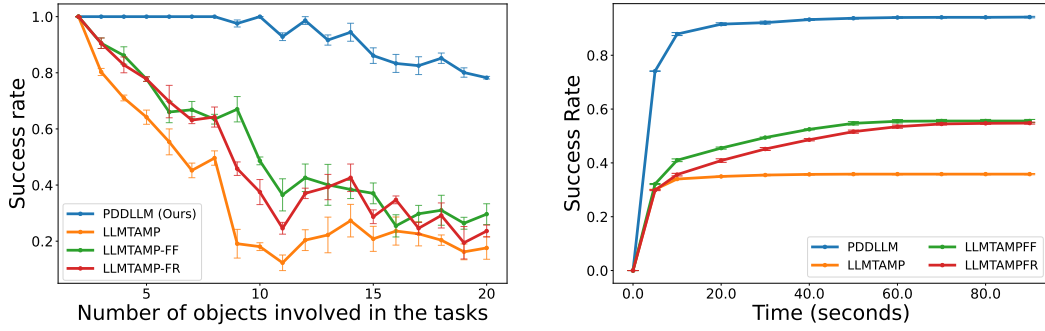 Success rate
1.0
0.8
0.6
0.4
0.2
PDDLLM (Ours)
LLMTAMP
LLMTAMP-FF
LLMTAMP-FR
5
10
15
20
Number of objects involved in the tasks
Success Rate
0.8
0.6
0.4
0.2
0.0
PDDLLM
LLMTAMP
LLMTAMPFF
LLMTAMPFR
0.0
20.0
40.0
60.0
80.0
Time (seconds)